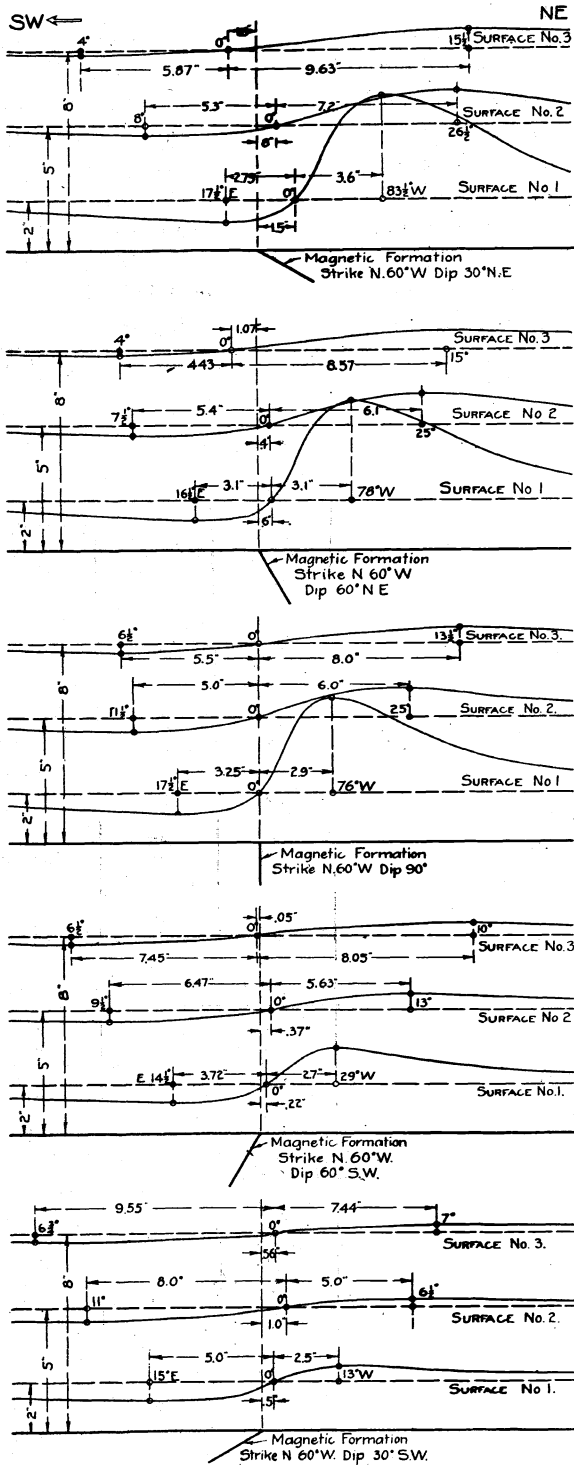 SW NE
4° 0° 15½° SURFACE NO.3
5.87" 9.63"
8"
5.3" 7.2"
8° 0° SURFACE NO. 2
26½°
5"
2.75" 3.6"
17½° E 0° 83½° W SURFACE NO 1
2"
Magnetic Formation
Strike N.60°W Dip 30°N.E
1.07"
4° 0° SURFACE NO. 3
15°
4.43 8.57
8"
5.4" 6.1
7½° 0° SURFACE NO 2
25°
5"
3.1" 3.1"
16½° E 78°W SURFACE NO 1
2"
Magnetic Formation
Strike N 60°W
Dip 60°N E
6½° 0° 13½° SURFACE NO.3.
5.5" 8.0"
8"
5.0" 6.0"
11½° 0° 25° SURFACE NO. 2.
5"
3.25" 2.9"
17½° E 0° 76°W SURFACE NO 1
2"
Magnetic Formation
Strike N.60°W Dip 90°
.05"
6½° 0° 10°
SURFACE NO.3
7.45" 8.05"
8"
6.47" 5.63"
9½° 0° 13° SURFACE NO 2
.37"
5"
3.72" 2.7"
E 14½° 0° 29°W SURFACE NO.1.
.22"
2"
Magnetic Formation
Strike N.60°W.
Dip 60° S.W.
9.55" 7.44"
6¾° 0° 7°
SURFACE NO. 3.
.56"
8"
8.0" 5.0"
11° 0° 6½°
SURFACE NO. 2.
1.0"
5"
5.0" 2.5"
15°E 0° 13°W
SURFACE NO 1.
.5"
2"
Magnetic Formation
Strike N 60°W. Dip 30° S.W.